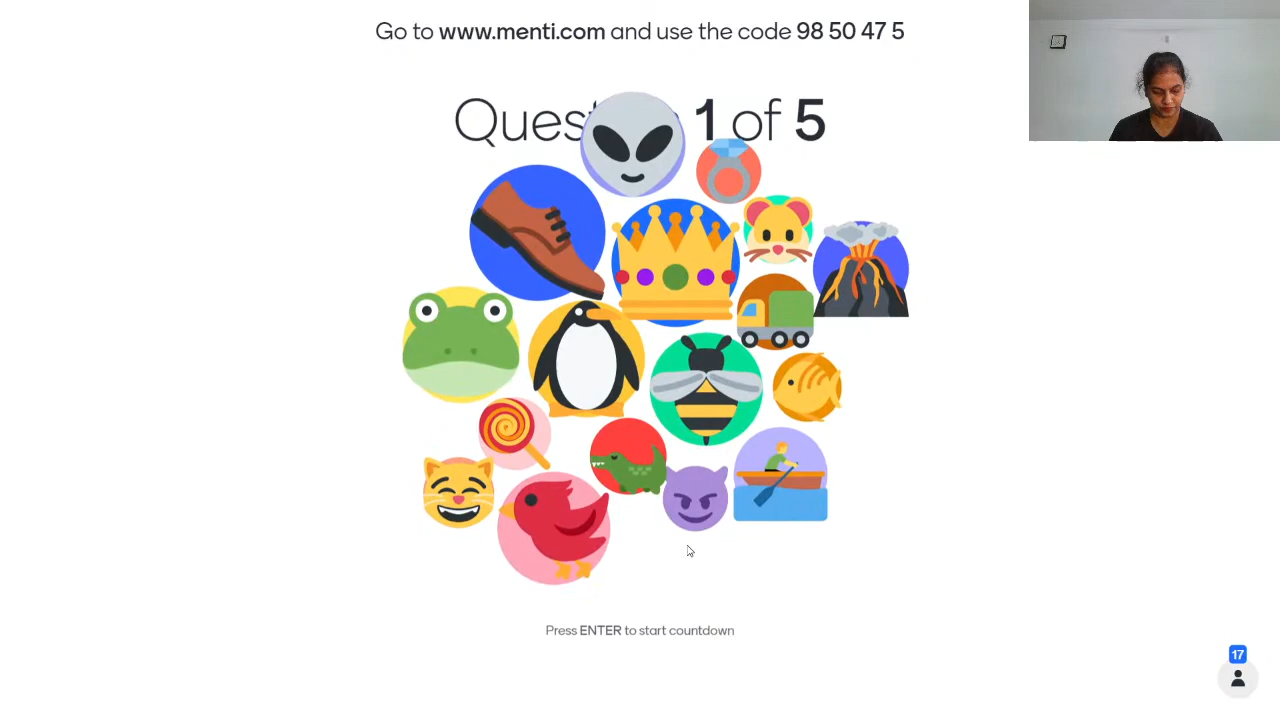 Go to www.menti.com and use the code 98 50 47 5
Ques 1 of 5
Press ENTER to start countdown
17